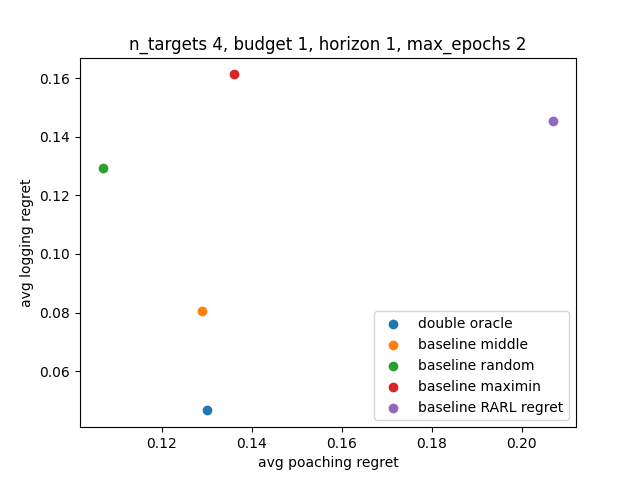 n_targets 4, budget 1, horizon 1, max_epochs 2
avg logging regret
0.16
0.14
0.12
0.10
0.08
0.06
double oracle
baseline middle
baseline random
baseline maximin
baseline RARL regret
0.12 0.14 0.16 0.18 0.20
avg poaching regret